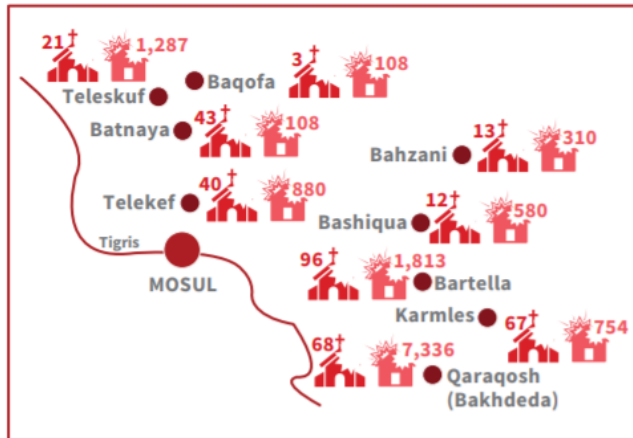 21 1,287
Teleskuf
Baqofa
3 108
Batnaya
43 108
Bahzani
13 310
Telekef
40 880
Bashiqua
12 580
Tigris
MOSUL
96 1,813
Bartella
Karmles
67 754
68 7,336
Qaraqosh
(Bakhdeda)